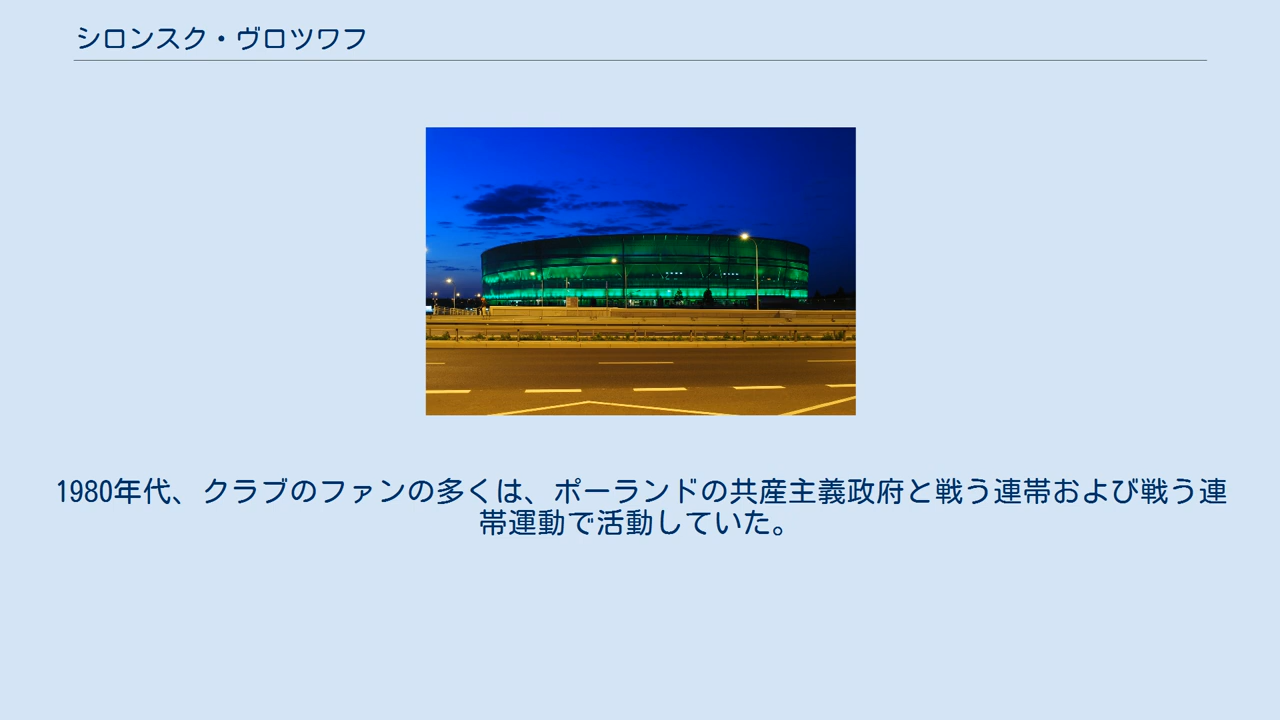 シロンスク・ヴロツワフ
1980年代、クラブのファンの多くは、ポーランドの共産主義政府と戦う連帯および戦う連
帯運動で活動していた。